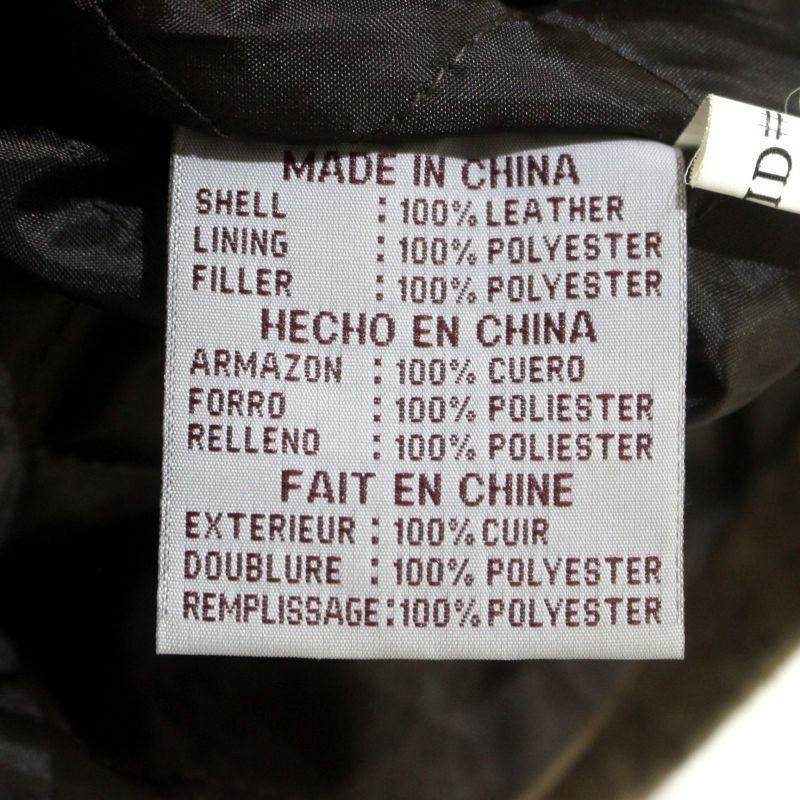 MADE IN CHINA
SHELL : 100% LEATHER
LINING : 100% POLYESTER
FILLER : 100% POLYESTER
HECHO EN CHINA
ARMAZON : 100% CUERO
FORRO : 100% POLIESTER
RELLENO : 100% POLIESTER
FAIT EN CHINE
EXTERIEUR : 100% CUIR
DOUBLURE : 100% POLYESTER
REMPLISSAGE:100% POLYESTER
ID#